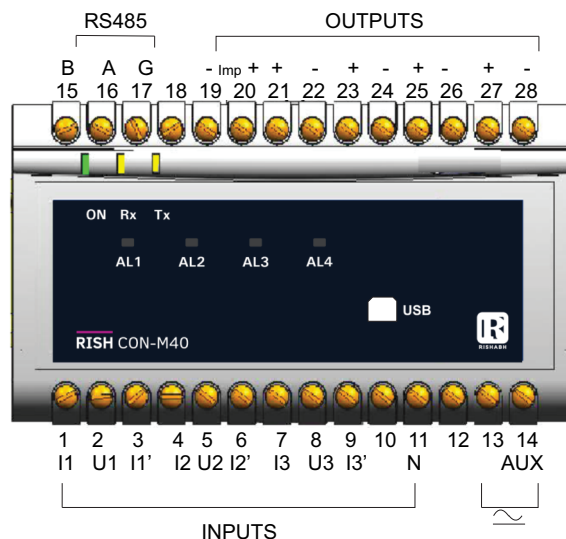 RS485 OUTPUTS
B A G - Imp + + - + - + - + -
15 16 17 18 19 20 21 22 23 24 25 26 27 28
ON Rx Tx
AL1 AL2 AL3 AL4
USB
RISH CON-M40
RISHABH
1 2 3 4 5 6 7 8 9 10 11 12 13 14
I1 U1 I1' I2 U2 I2' I3 U3 I3' N AUX
INPUTS